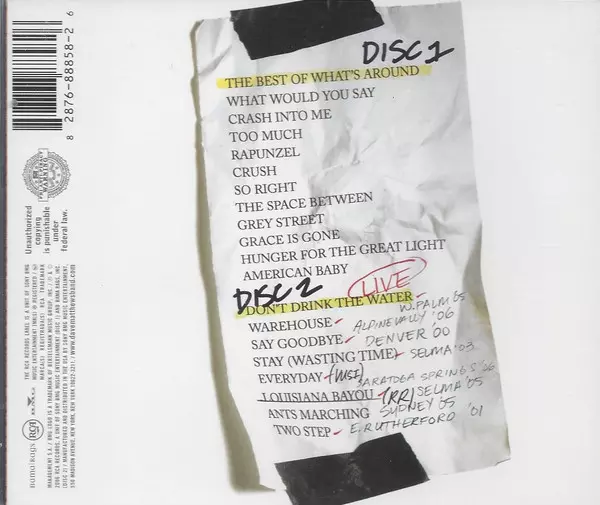 DISC 1
THE BEST OF WHAT'S AROUND
WHAT WOULD YOU SAY
CRASH INTO ME
TOO MUCH
RAPUNZEL
CRUSH
SO RIGHT
THE SPACE BETWEEN
GREY STREET
GRACE IS GONE
HUNGER FOR THE GREAT LIGHT
AMERICAN BABY
DISC 2 LIVE
DON'T DRINK THE WATER – W. PALM 05
WAREHOUSE – ALPINE VALLY '06
SAY GOODBYE – DENVER '00
STAY (WASTING TIME) – SELMA '03
EVERYDAY – SARATOGA SPRINGS '06
LOUISIANA BAYOU (KR) SELMA '05
ANTS MARCHING SYDNEY '05
TWO STEP – E. RUTHERFORD '01
8 2876-88858-2 6
Unauthorized
copying
is punishable
under
federal law.
RCA